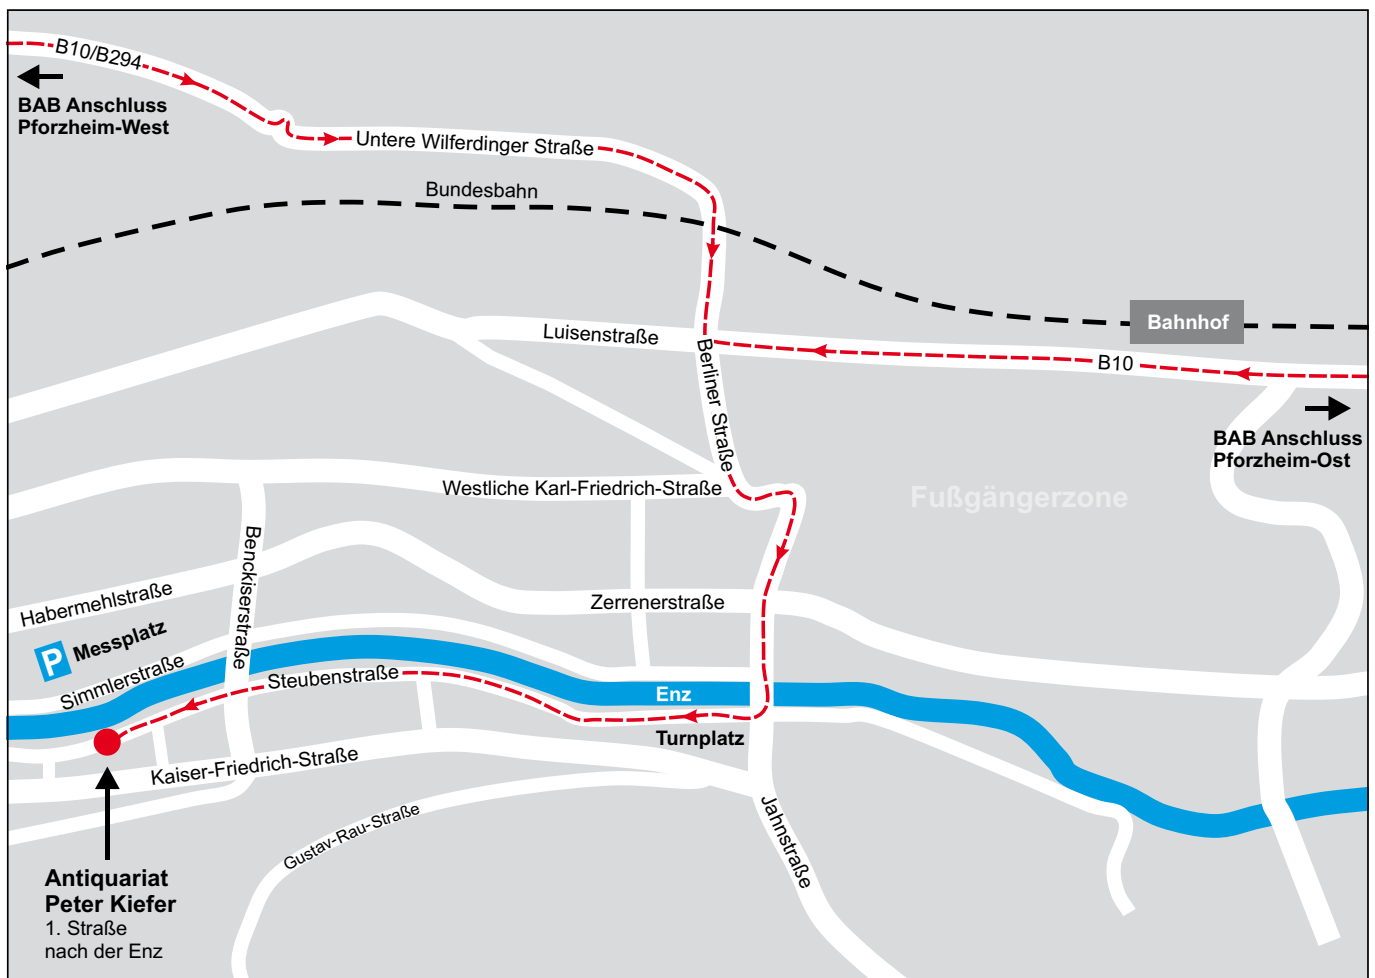 B10/B294
BAB Anschluss
Pforzheim-West
Untere Wilferdinger Straße
Bundesbahn
Bahnhof
Luisenstraße
B10
Berliner Straße
BAB Anschluss
Pforzheim-Ost
Westliche Karl-Friedrich-Straße
Fußgängerzone
Benckiserstraße
Habermehlstraße
Zerrenerstraße
P Messplatz
Simmlerstraße
Steubenstraße
Enz
Turnplatz
Kaiser-Friedrich-Straße
Gustav-Rau-Straße
Jahnstraße
Antiquariat
Peter Kiefer
1. Straße
nach der Enz